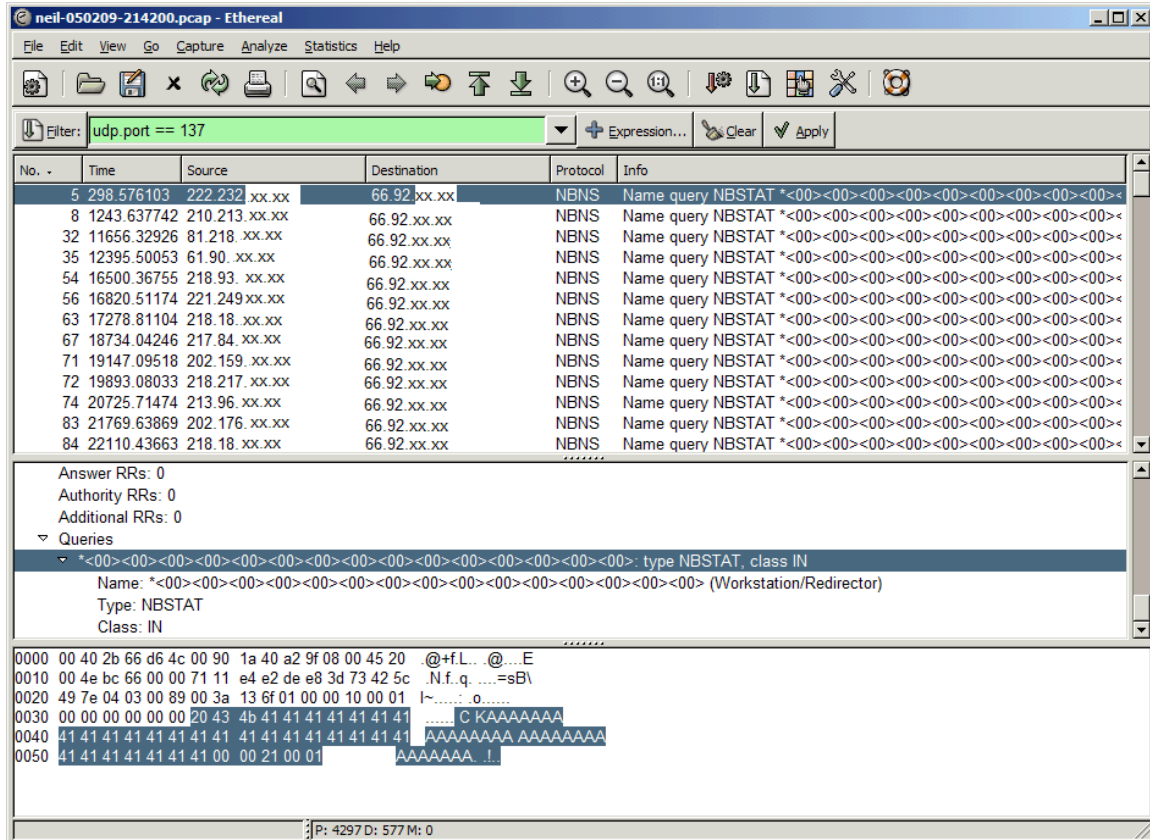 neil-050209-214200.pcap - Ethereal
File Edit View Go Capture Analyze Statistics Help
Filter: udp.port == 137 Expression... Clear Apply
No. Time Source Destination Protocol Info
5 298.576103 222.232.xx.xx 66.92.xx.xx NBNS Name query NBSTAT *<00><00><00><00><00><00><00><00><00><
8 1243.637742 210.213.xx.xx 66.92.xx.xx NBNS Name query NBSTAT *<00><00><00><00><00><00><00><00><00><
32 11656.32926 81.218.xx.xx 66.92.xx.xx NBNS Name query NBSTAT *<00><00><00><00><00><00><00><00><00><
35 12395.50053 61.90.xx.xx 66.92.xx.xx NBNS Name query NBSTAT *<00><00><00><00><00><00><00><00><00><
54 16500.36755 218.93.xx.xx 66.92.xx.xx NBNS Name query NBSTAT *<00><00><00><00><00><00><00><00><00><
56 16820.51174 221.249 xx.xx 66.92.xx.xx NBNS Name query NBSTAT *<00><00><00><00><00><00><00><00><00><
63 17278.81104 218.18.xx.xx 66.92.xx.xx NBNS Name query NBSTAT *<00><00><00><00><00><00><00><00><00><
67 18734.04246 217.84.xx.xx 66.92.xx.xx NBNS Name query NBSTAT *<00><00><00><00><00><00><00><00><00><
71 19147.09518 202.159.xx.xx 66.92.xx.xx NBNS Name query NBSTAT *<00><00><00><00><00><00><00><00><00><
72 19893.08033 218.217.xx.xx 66.92.xx.xx NBNS Name query NBSTAT *<00><00><00><00><00><00><00><00><00><
74 20725.71474 213.96.xx.xx 66.92.xx.xx NBNS Name query NBSTAT *<00><00><00><00><00><00><00><00><00><
83 21769.63869 202.176.xx.xx 66.92.xx.xx NBNS Name query NBSTAT *<00><00><00><00><00><00><00><00><00><
84 22110.43663 218.18.xx.xx 66.92.xx.xx NBNS Name query NBSTAT *<00><00><00><00><00><00><00><00><00><
Answer RRs: 0
Authority RRs: 0
Additional RRs: 0
Queries
*<00><00><00><00><00><00><00><00><00><00><00><00><00><00><00>: type NBSTAT, class IN
Name: *<00><00><00><00><00><00><00><00><00><00><00><00><00><00><00> (Workstation/Redirector)
Type: NBSTAT
Class: IN
0000 00 40 2b 66 d6 4c 00 90 1a 40 a2 9f 08 00 45 20 .@+f.L.. .@....E
0010 00 4e bc 66 00 00 71 11 e4 e2 de e8 3d 73 42 5c .N.f..q. ....=sB\
0020 49 7e 04 03 00 89 00 3a 13 6f 01 00 00 10 00 01 I~.....: .o......
0030 00 00 00 00 00 00 20 43 4b 41 41 41 41 41 41 41 ...... C KAAAAAAA
0040 41 41 41 41 41 41 41 41 41 41 41 41 41 41 41 41 AAAAAAAA AAAAAAAA
0050 41 41 41 41 41 41 41 00 00 21 00 01 AAAAAAA. .!..
P: 4297 D: 577 M: 0